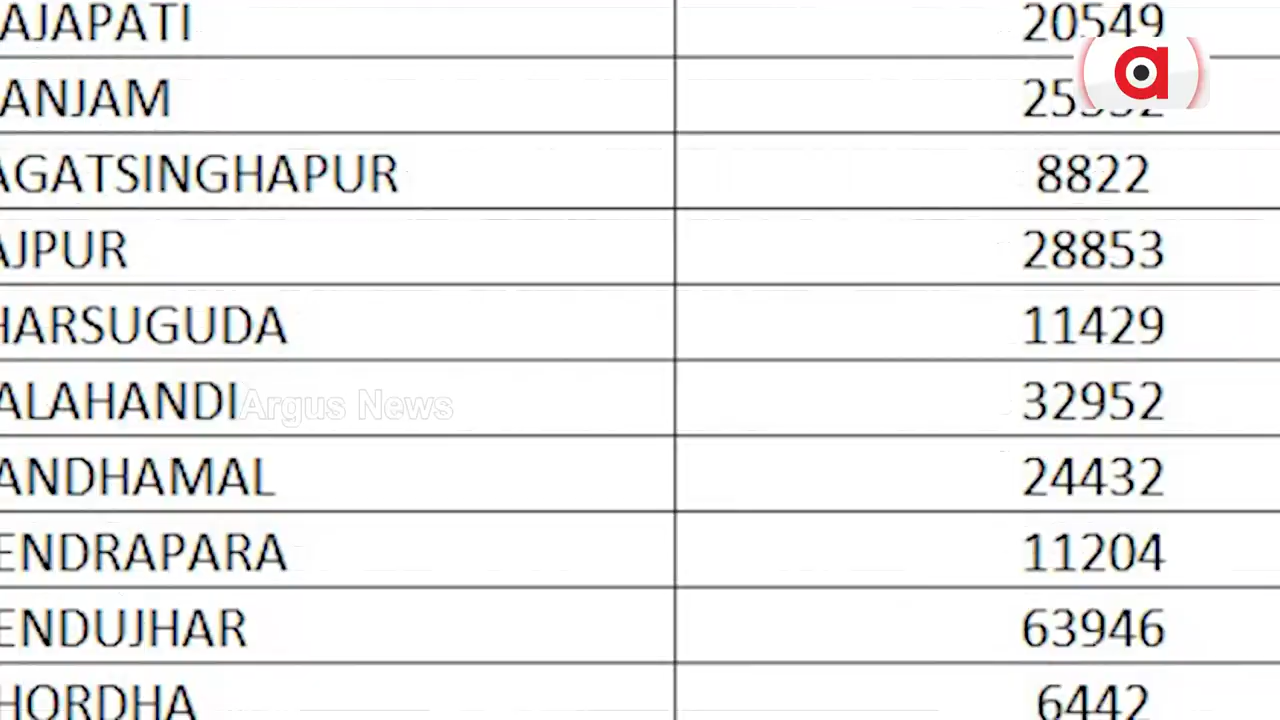 AJAPATI 20549
ANJAM
AGATSINGHAPUR 8822
AJPUR 28853
HARSUGUDA 11429
ALAHANDI 32952
Argus News
ANDHAMAL 24432
ENDRAPARA 11204
ENDUJHAR 63946
HORDHA 6442